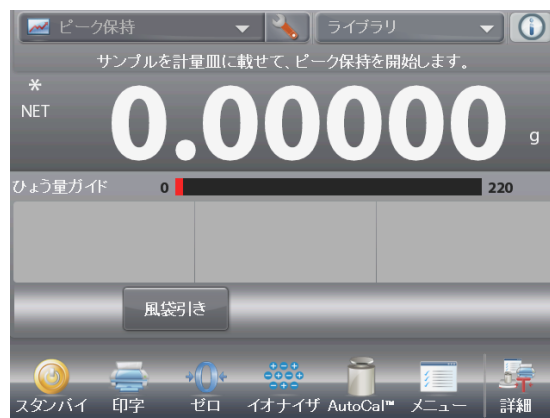 ピーク保持 ライブラリ
サンプルを計量皿に載せて、ピーク保持を開始します。
*
NET
0.00000 g
ひょう量ガイド 0 220
風袋引き
スタンバイ 印字 ゼロ イオナイザ AutoCal™ メニュー 詳細